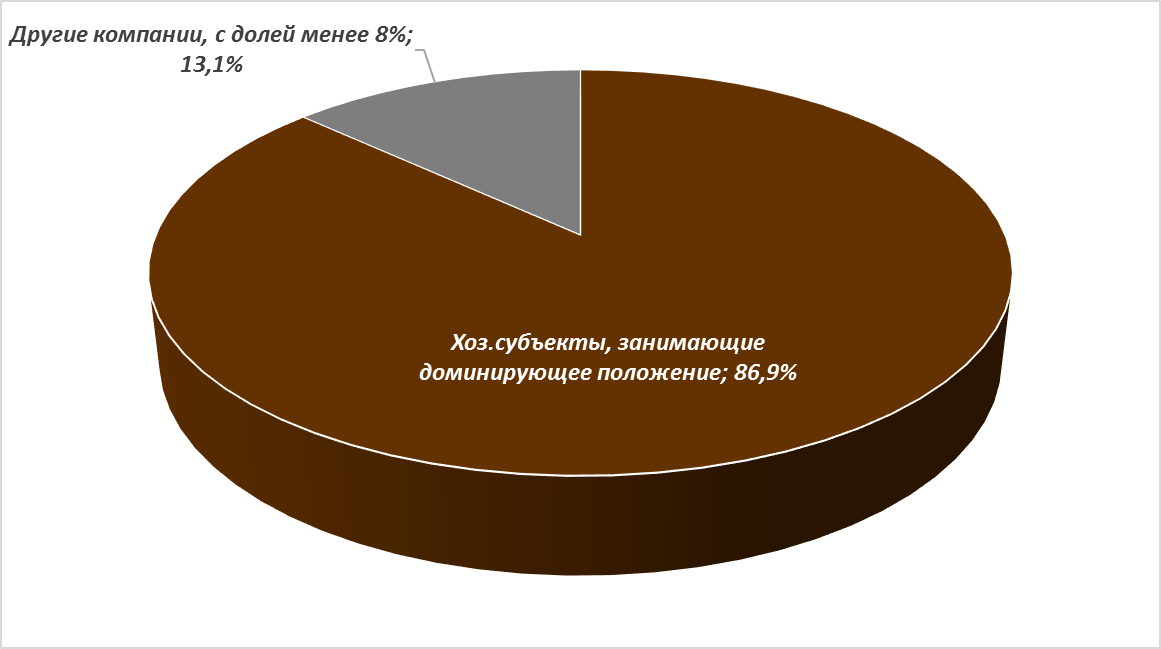 Другие компании, с долей менее 8%;
13,1%
Хоз.субъекты, занимающие
доминирующее положение; 86,9%